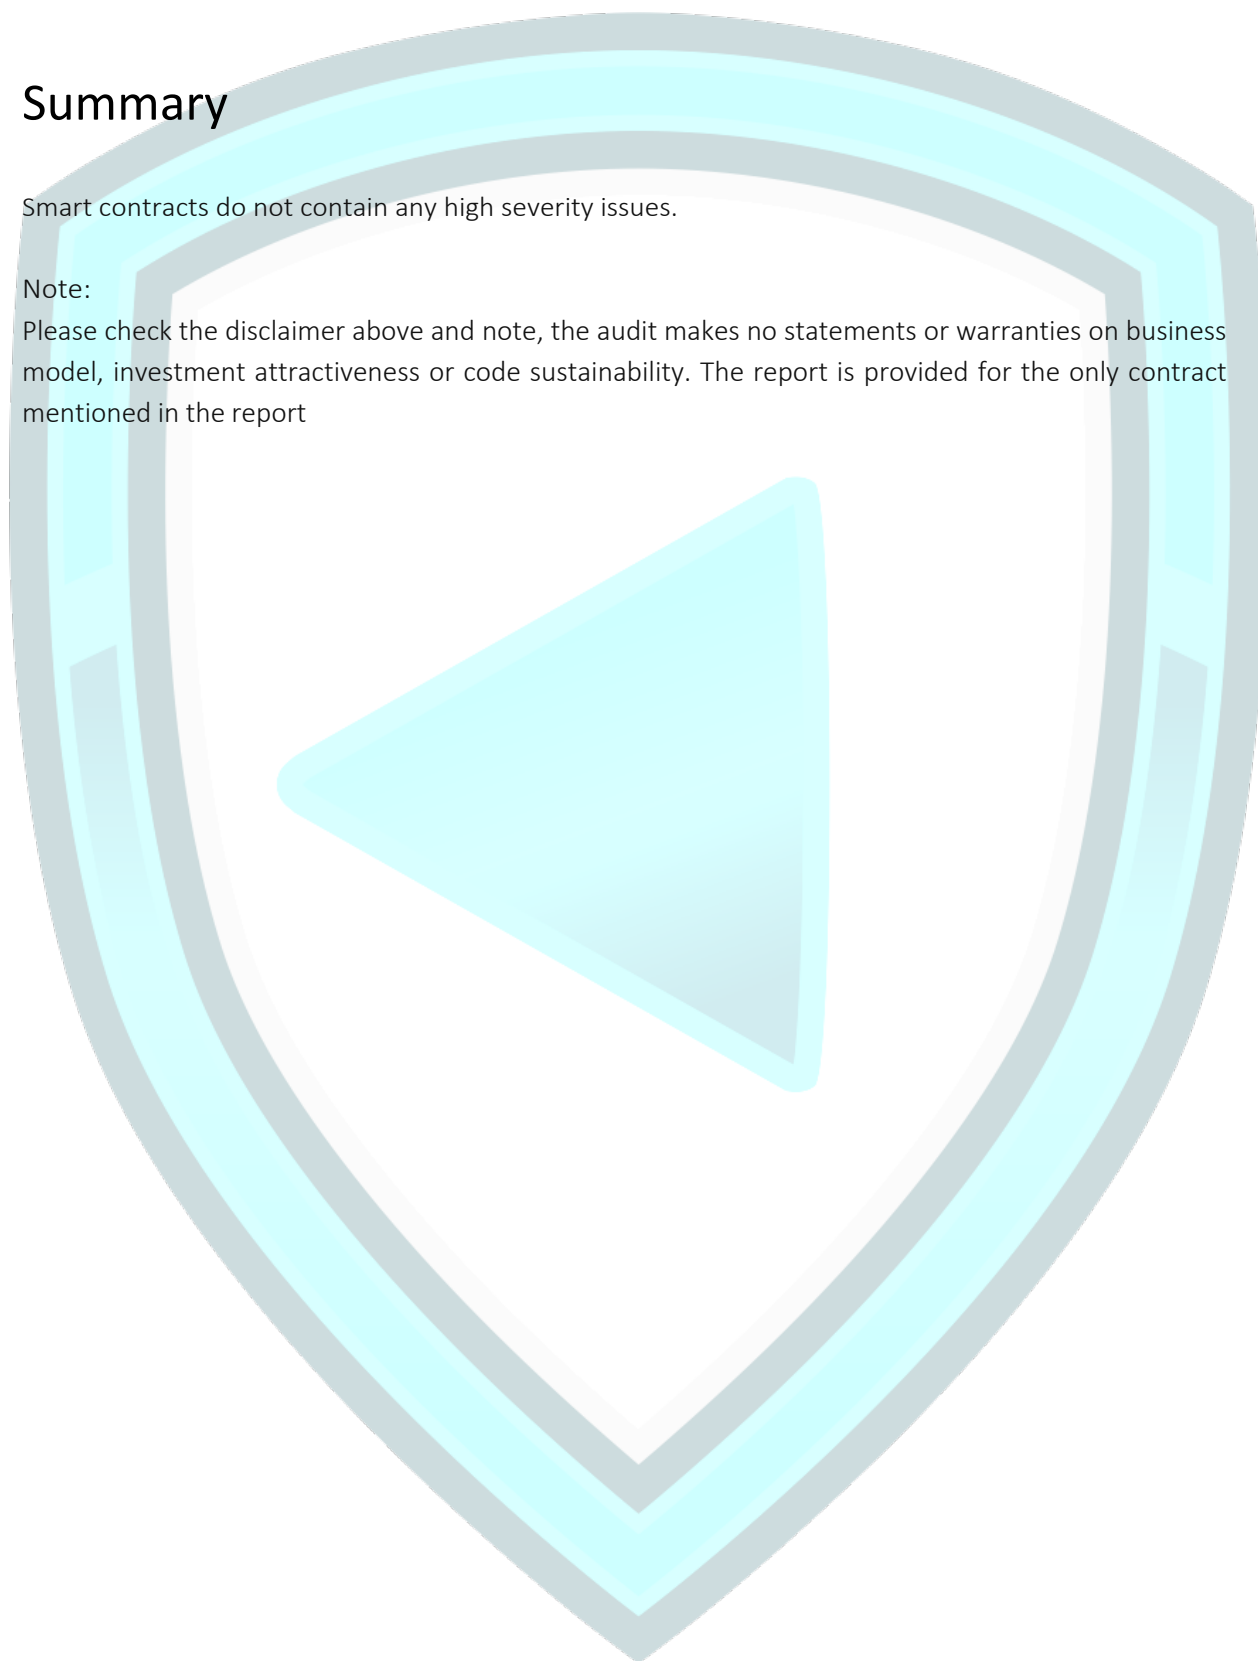 Summary
Smart contracts do not contain any high severity issues.
Note:
Please check the disclaimer above and note, the audit makes no statements or warranties on business
model, investment attractiveness or code sustainability. The report is provided for the only contract
mentioned in the report